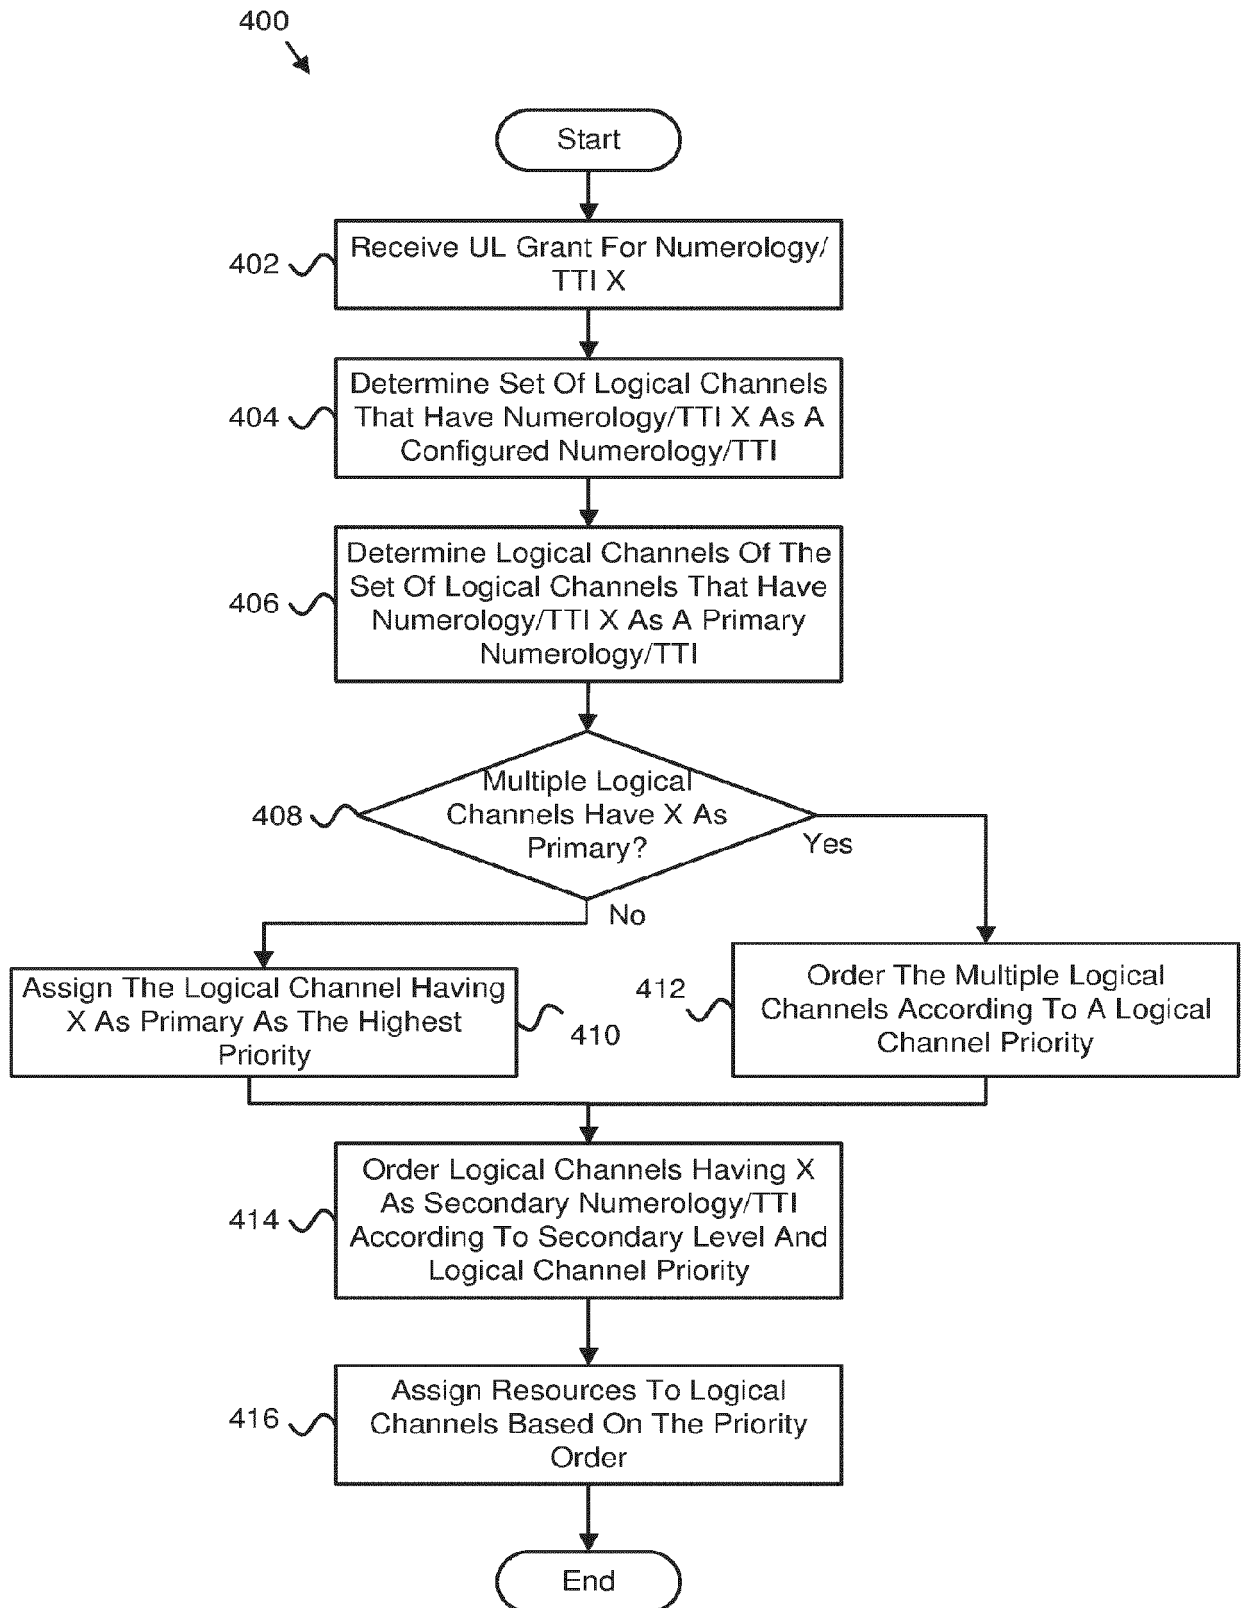 400
Start
402
Receive UL Grant For Numerology/
TTI X
404
Determine Set Of Logical Channels
That Have Numerology/TTI X As A
Configured Numerology/TTI
406
Determine Logical Channels Of The
Set Of Logical Channels That Have
Numerology/TTI X As A Primary
Numerology/TTI
408
Multiple Logical
Channels Have X As
Primary?
Yes
No
Assign The Logical Channel Having
X As Primary As The Highest
Priority
410
412
Order The Multiple Logical
Channels According To A Logical
Channel Priority
414
Order Logical Channels Having X
As Secondary Numerology/TTI
According To Secondary Level And
Logical Channel Priority
416
Assign Resources To Logical
Channels Based On The Priority
Order
End